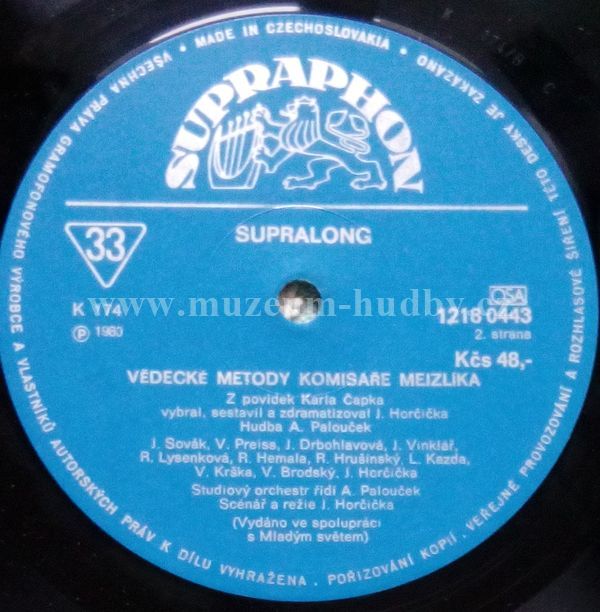 VŠECHNA PRÁVA GRAMOFONOVÉHO VÝROBCE A VLASTNÍKŮ AUTORSKÝCH PRÁV K DÍLU VYHRAŽENA. POŘIZOVÁNÍ KOPIÍ, VEŘEJNÉ PROVOZOVÁNÍ A ROZHLASOVÉ ŠÍŘENÍ TÉTO DESKY JE ZAKÁZÁNO • MADE IN CZECHOSLOVAKIA •
SUPRAPHON
33
SUPRALONG
www.muzeum-hudby.c
OSA
K 174
1218 0443
Ⓟ 1980
2. strana
Kčs 48,-
VĚDECKÉ METODY KOMISAŘE MEIZLÍKA
Z povídek Karla Čapka
vybral, sestavil a zdramatizoval J. Horčička
Hudba A. Palouček
J. Sovák, V. Preiss, J. Drbohlavová, J. Vinklář,
R. Lysenková, R. Hemala, R. Hrušínský, L. Kazda,
V. Krška, V. Brodský, J. Horčička
Studiový orchestr řídí A. Palouček
Scénář a režie J. Horčička
(Vydáno ve spolupráci
s Mladým světem)